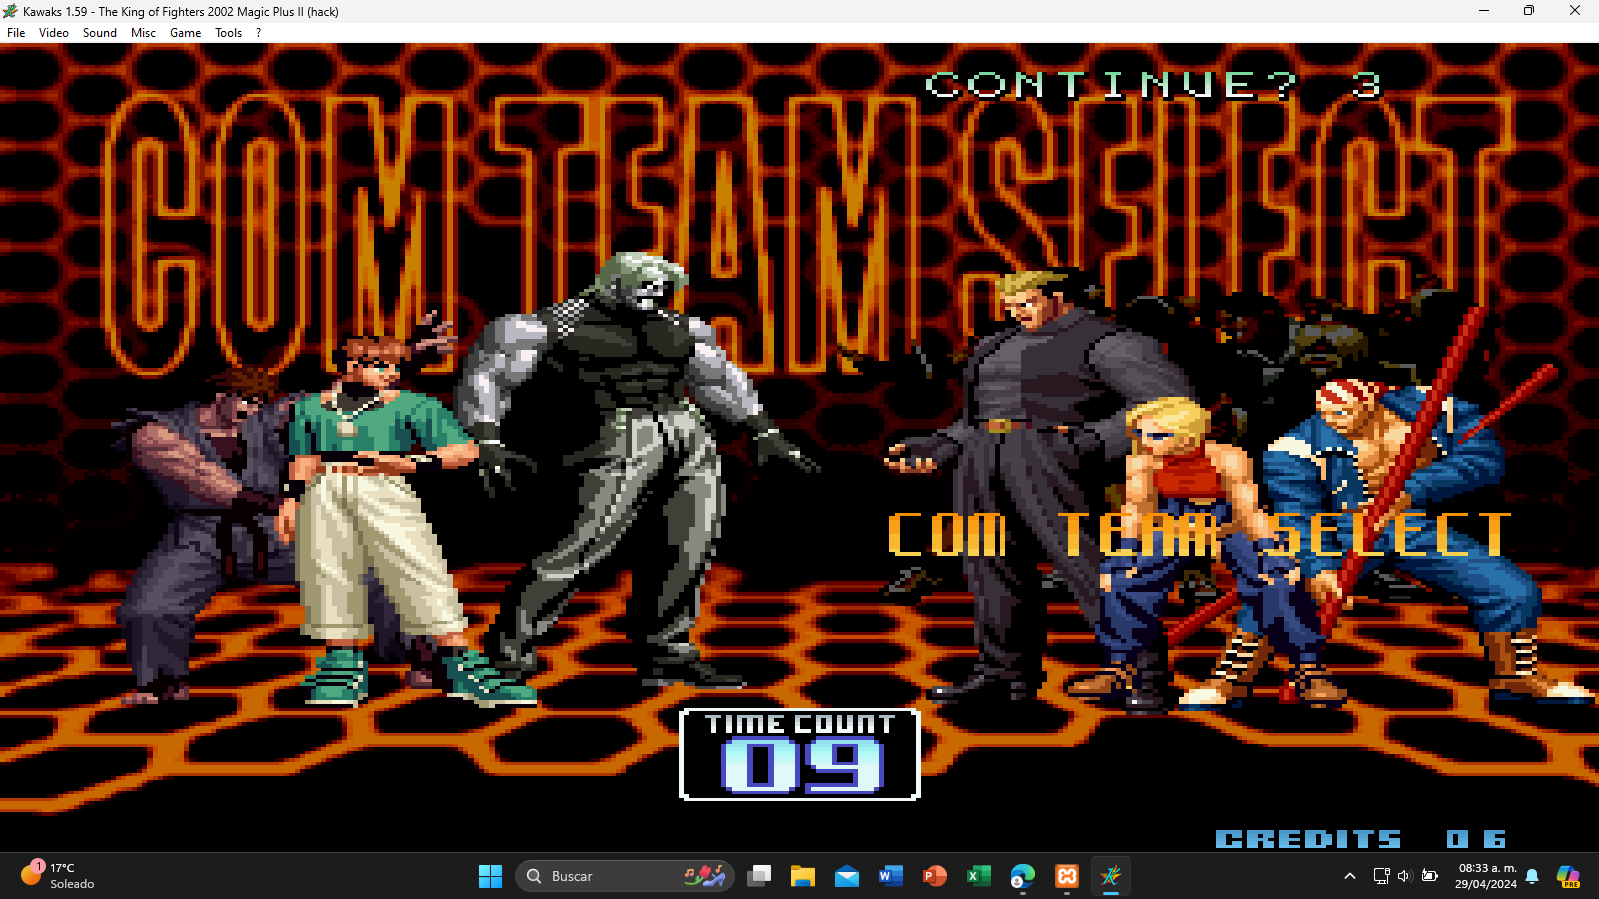 Kawaks 1.59 - The King of Fighters 2002 Magic Plus II (hack)
File Video Sound Misc Game Tools ?
CONTINUE? 3
COM TEAM SELECT
COM TEAM SELECT
TIME COUNT
09
CREDITS 06
1
17°C
Soleado
Buscar
W
P
X
08:33 a. m.
29/04/2024
PRE